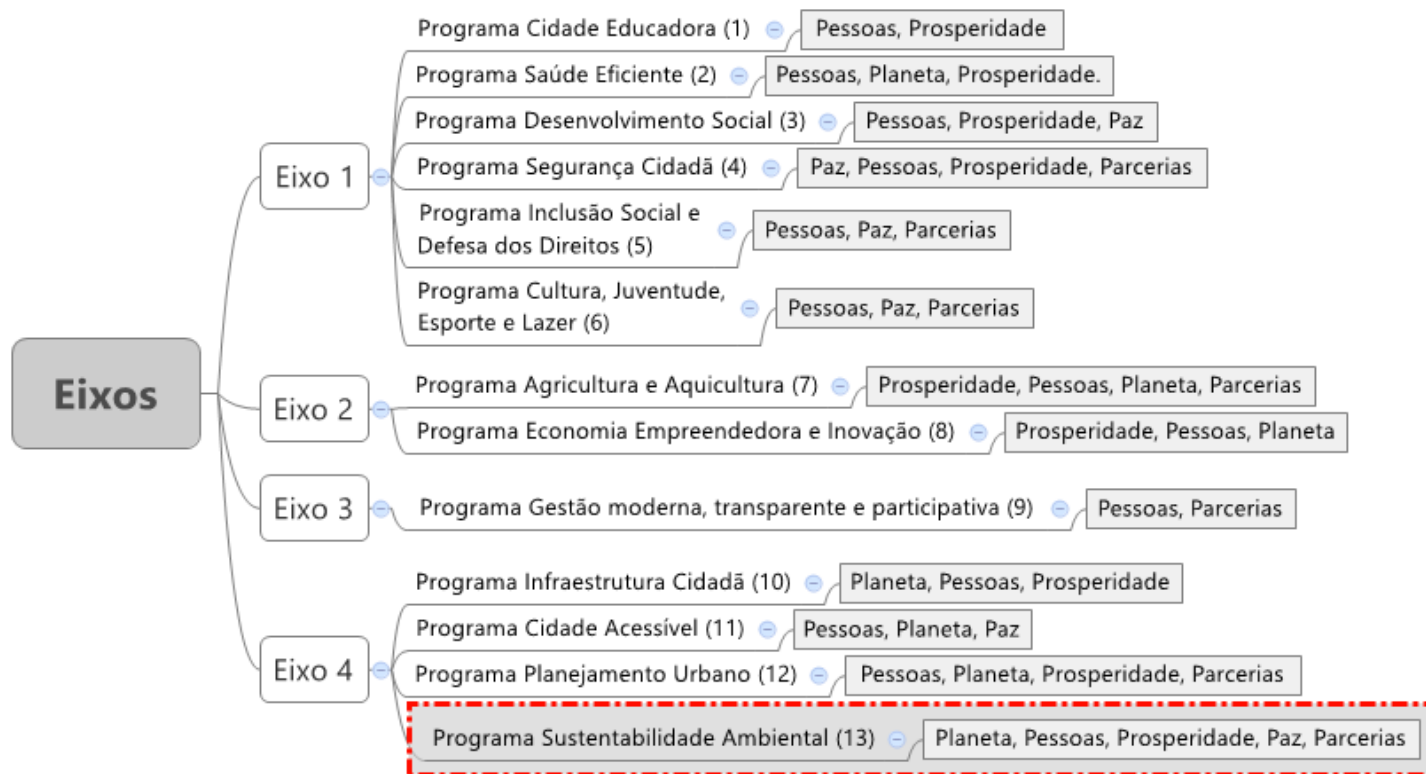 Eixos
Eixo 1
Programa Cidade Educadora (1)
Pessoas, Prosperidade
Programa Saúde Eficiente (2)
Pessoas, Planeta, Prosperidade.
Programa Desenvolvimento Social (3)
Pessoas, Prosperidade, Paz
Programa Segurança Cidadã (4)
Paz, Pessoas, Prosperidade, Parcerias
Programa Inclusão Social e
Defesa dos Direitos (5)
Pessoas, Paz, Parcerias
Programa Cultura, Juventude,
Esporte e Lazer (6)
Pessoas, Paz, Parcerias
Eixo 2
Programa Agricultura e Aquicultura (7)
Prosperidade, Pessoas, Planeta, Parcerias
Programa Economia Empreendedora e Inovação (8)
Prosperidade, Pessoas, Planeta
Eixo 3
Programa Gestão moderna, transparente e participativa (9)
Pessoas, Parcerias
Eixo 4
Programa Infraestrutura Cidadã (10)
Planeta, Pessoas, Prosperidade
Programa Cidade Acessível (11)
Pessoas, Planeta, Paz
Programa Planejamento Urbano (12)
Pessoas, Planeta, Prosperidade, Parcerias
Programa Sustentabilidade Ambiental (13)
Planeta, Pessoas, Prosperidade, Paz, Parcerias